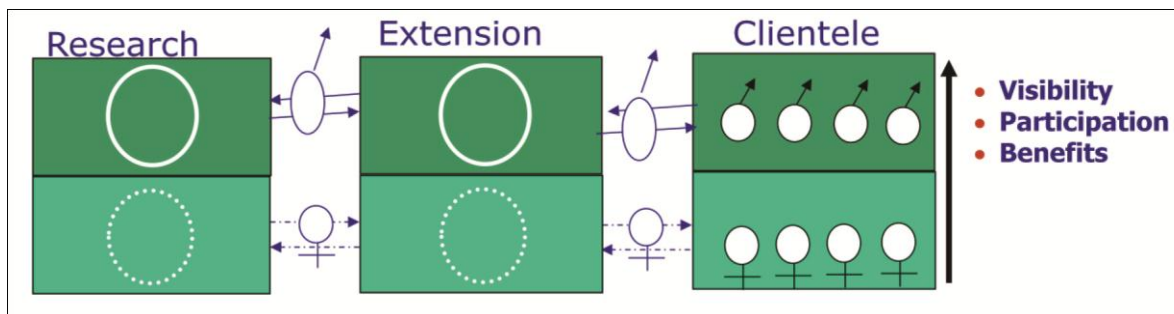 Research
Extension
Clientele
• Visibility
• Participation
• Benefits